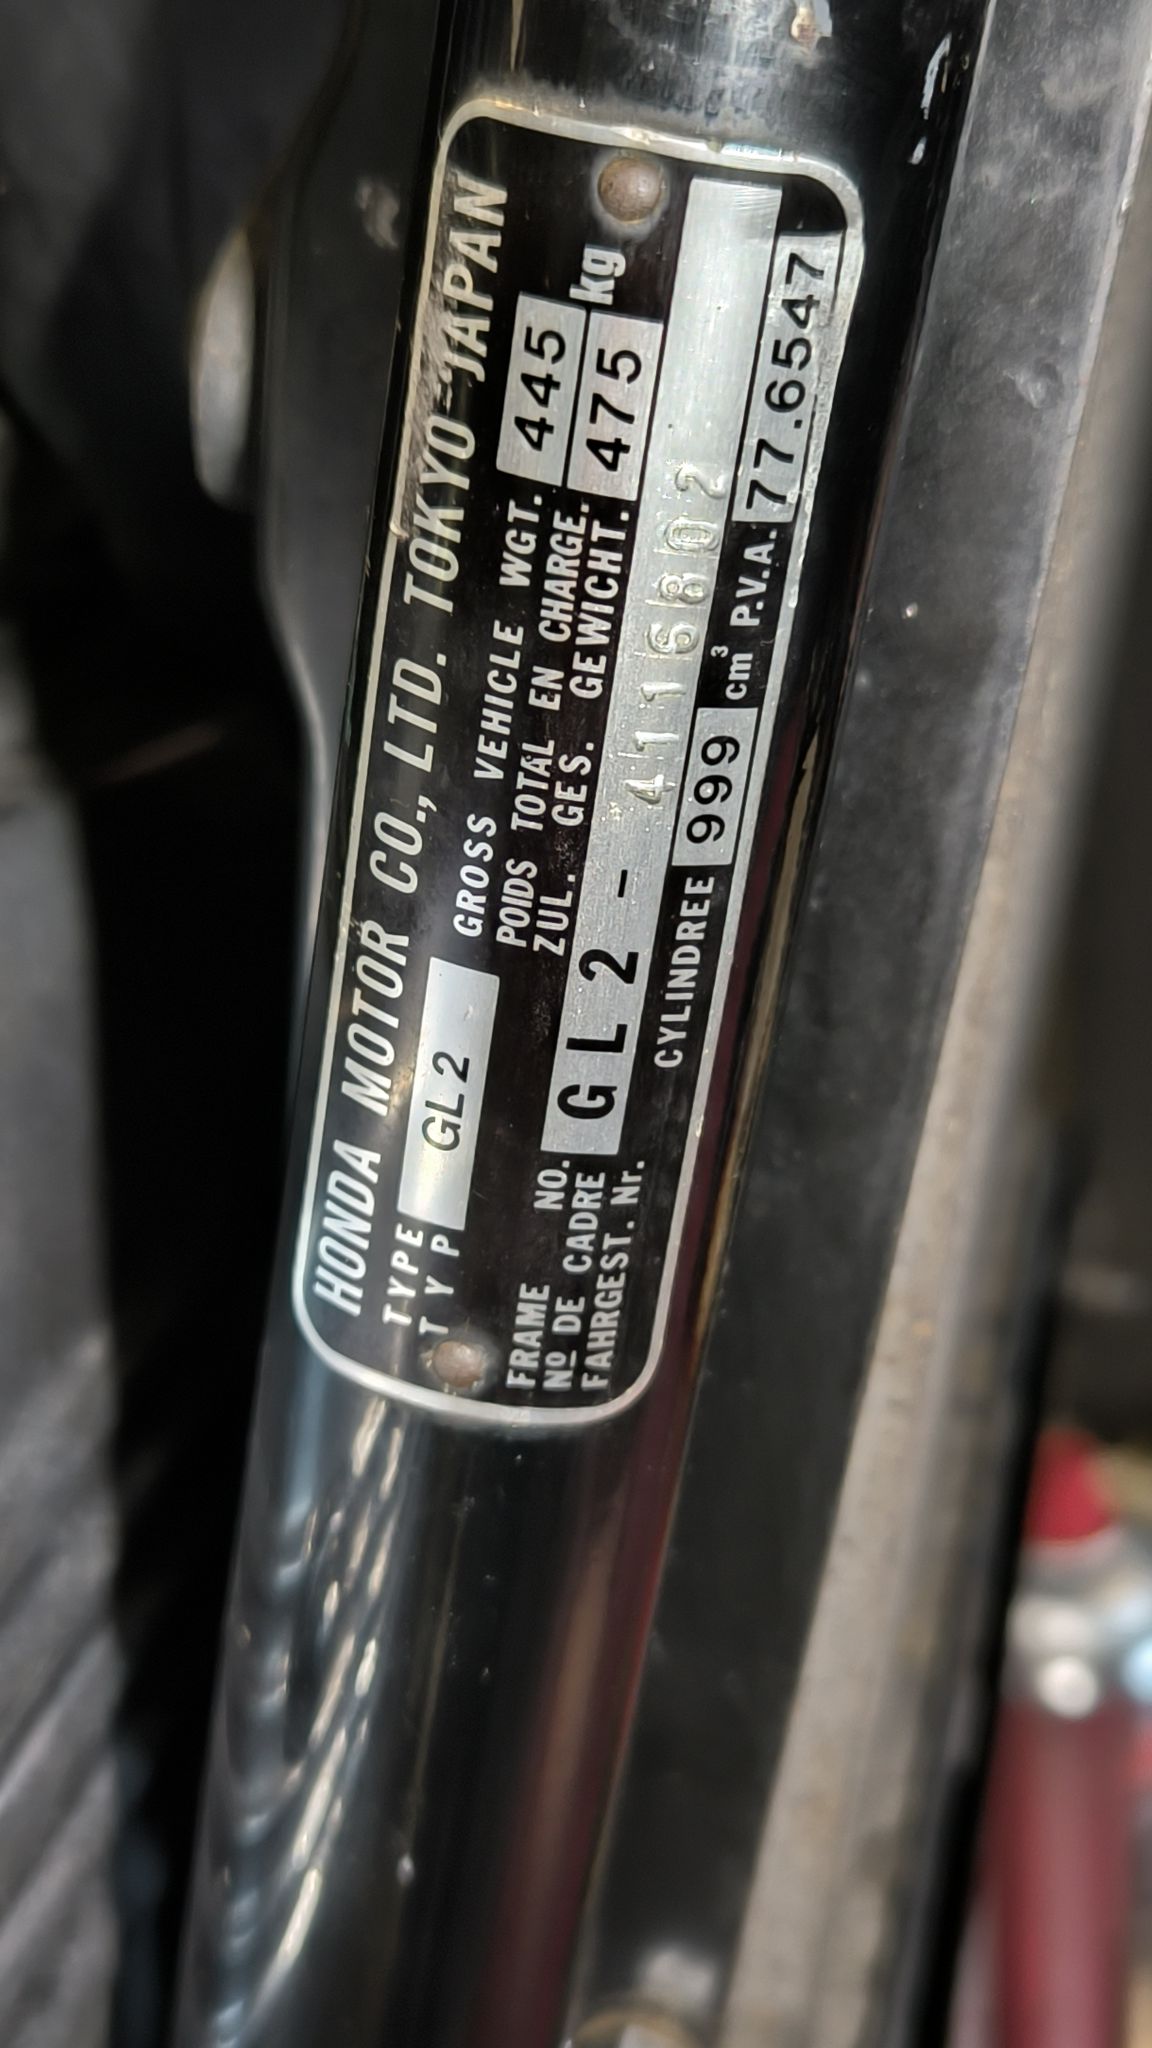 HONDA MOTOR CO., LTD. TOKYO JAPAN
TYPE
TYP
GL2
GROSS VEHICLE WGT.
POIDS TOTAL EN CHARGE.
ZUL. GES. GEWICHT.
445
475
kg
FRAME NO.
Nº DE CADRE
FAHRGEST. Nr.
GL2 - 4116802
CYLINDREE 999 cm³ P.V.A. 77.6547